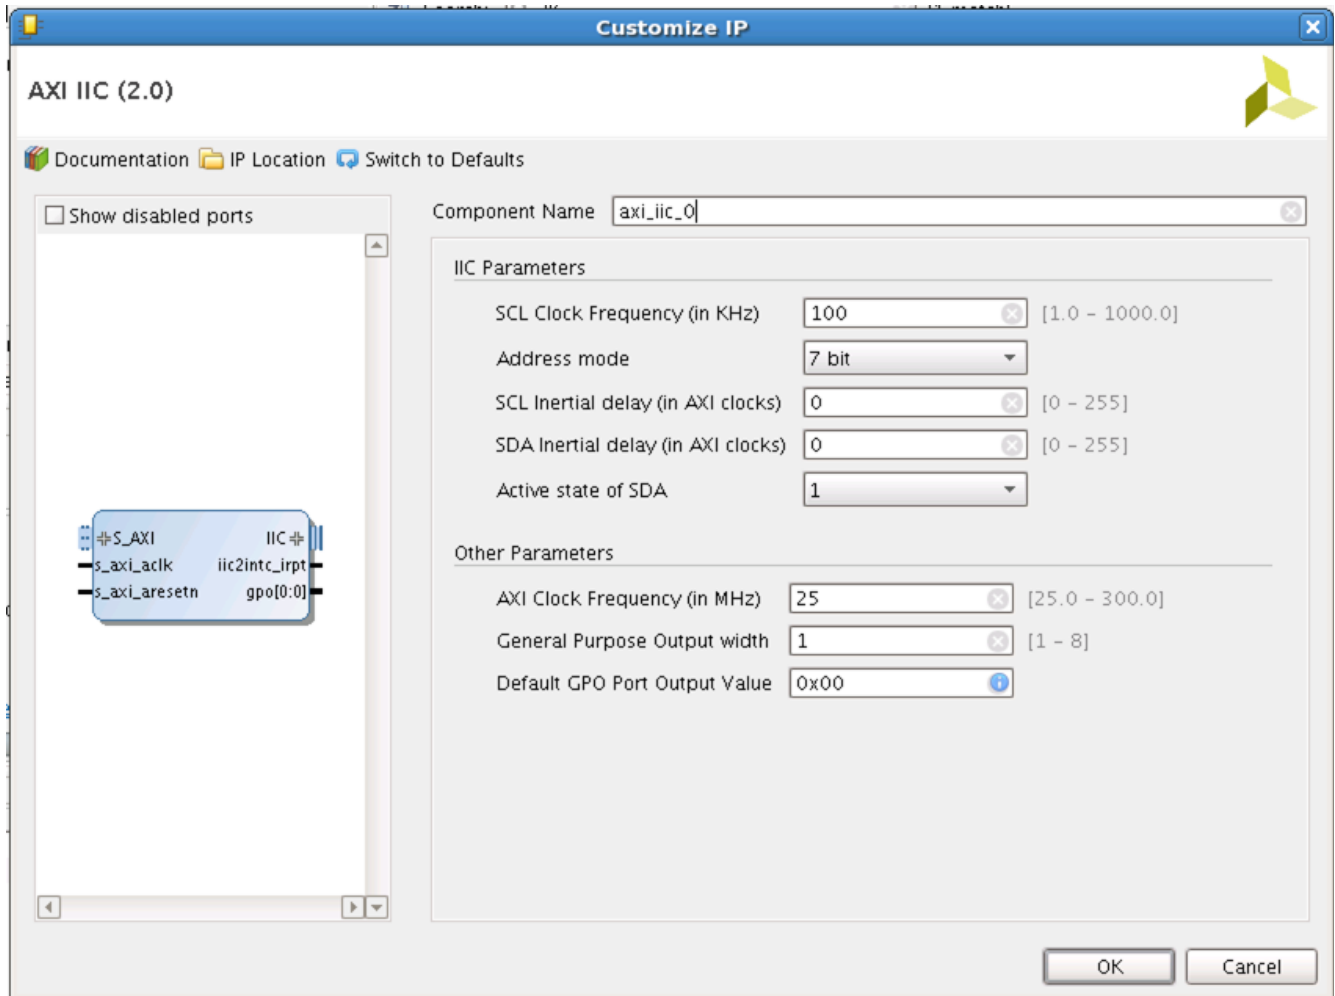 Customize IP
AXI IIC (2.0)
Documentation IP Location Switch to Defaults
Show disabled ports
S_AXI IIC
s_axi_aclk iic2intc_irpt
s_axi_aresetn gpo[0:0]
Component Name axi_iic_0
IIC Parameters
SCL Clock Frequency (in KHz) 100 [1.0 - 1000.0]
Address mode 7 bit
SCL Inertial delay (in AXI clocks) 0 [0 - 255]
SDA Inertial delay (in AXI clocks) 0 [0 - 255]
Active state of SDA 1
Other Parameters
AXI Clock Frequency (in MHz) 25 [25.0 - 300.0]
General Purpose Output width 1 [1 - 8]
Default GPO Port Output Value 0x00
OK Cancel